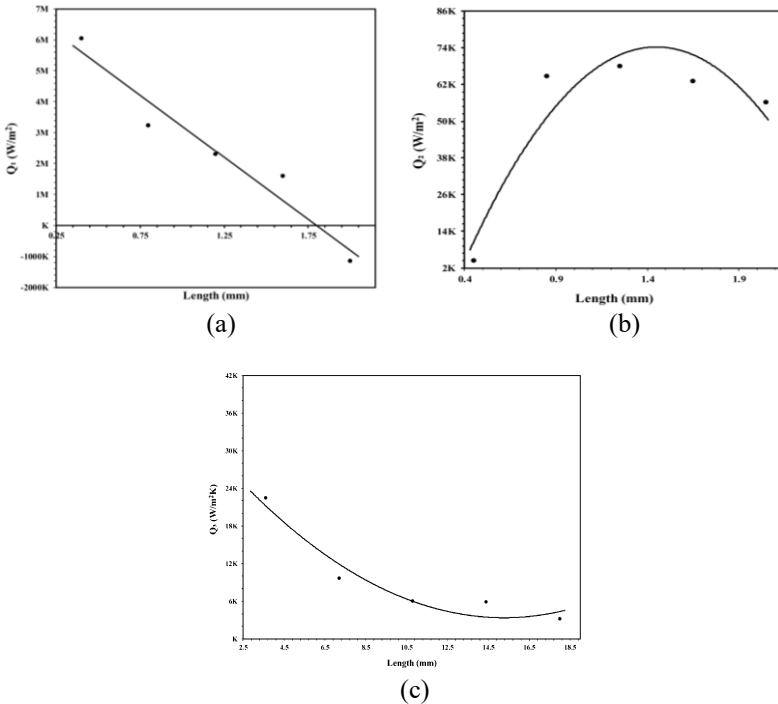 7M
6M
5M
4M
3M
2M
1M
K
-1000K
-2000K
0.25
0.75
1.25
1.75
Q₁ (W/m²)
Length (mm)
(a)
86K
74K
62K
50K
38K
26K
14K
2K
0.4
0.9
1.4
1.9
Q₂ (W/m²)
Length (mm)
(b)
42K
36K
30K
24K
18K
12K
6K
K
2.5
4.5
6.5
8.5
10.5
12.5
14.5
16.5
18.5
Q₃ (W/m²K)
Length (mm)
(c)